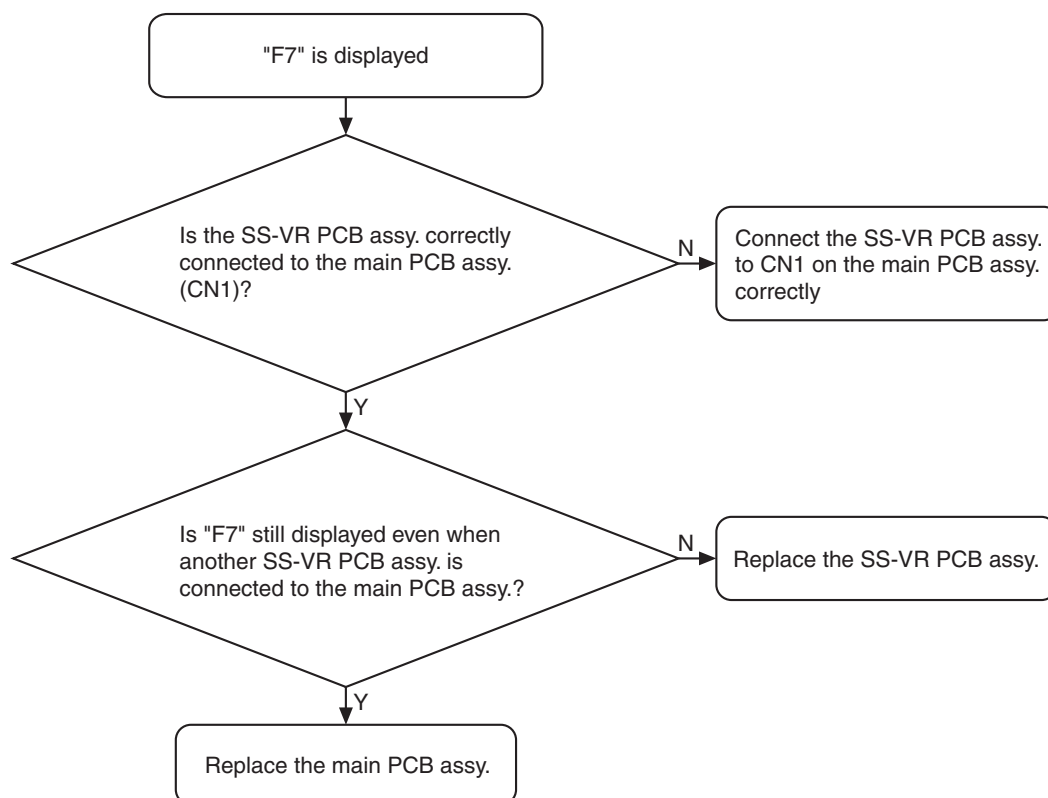 "F7" is displayed
Is the SS-VR PCB assy. correctly
connected to the main PCB assy.
(CN1)?
N
Connect the SS-VR PCB assy.
to CN1 on the main PCB assy.
correctly
Y
Is "F7" still displayed even when
another SS-VR PCB assy. is
connected to the main PCB assy.?
N
Replace the SS-VR PCB assy.
Y
Replace the main PCB assy.